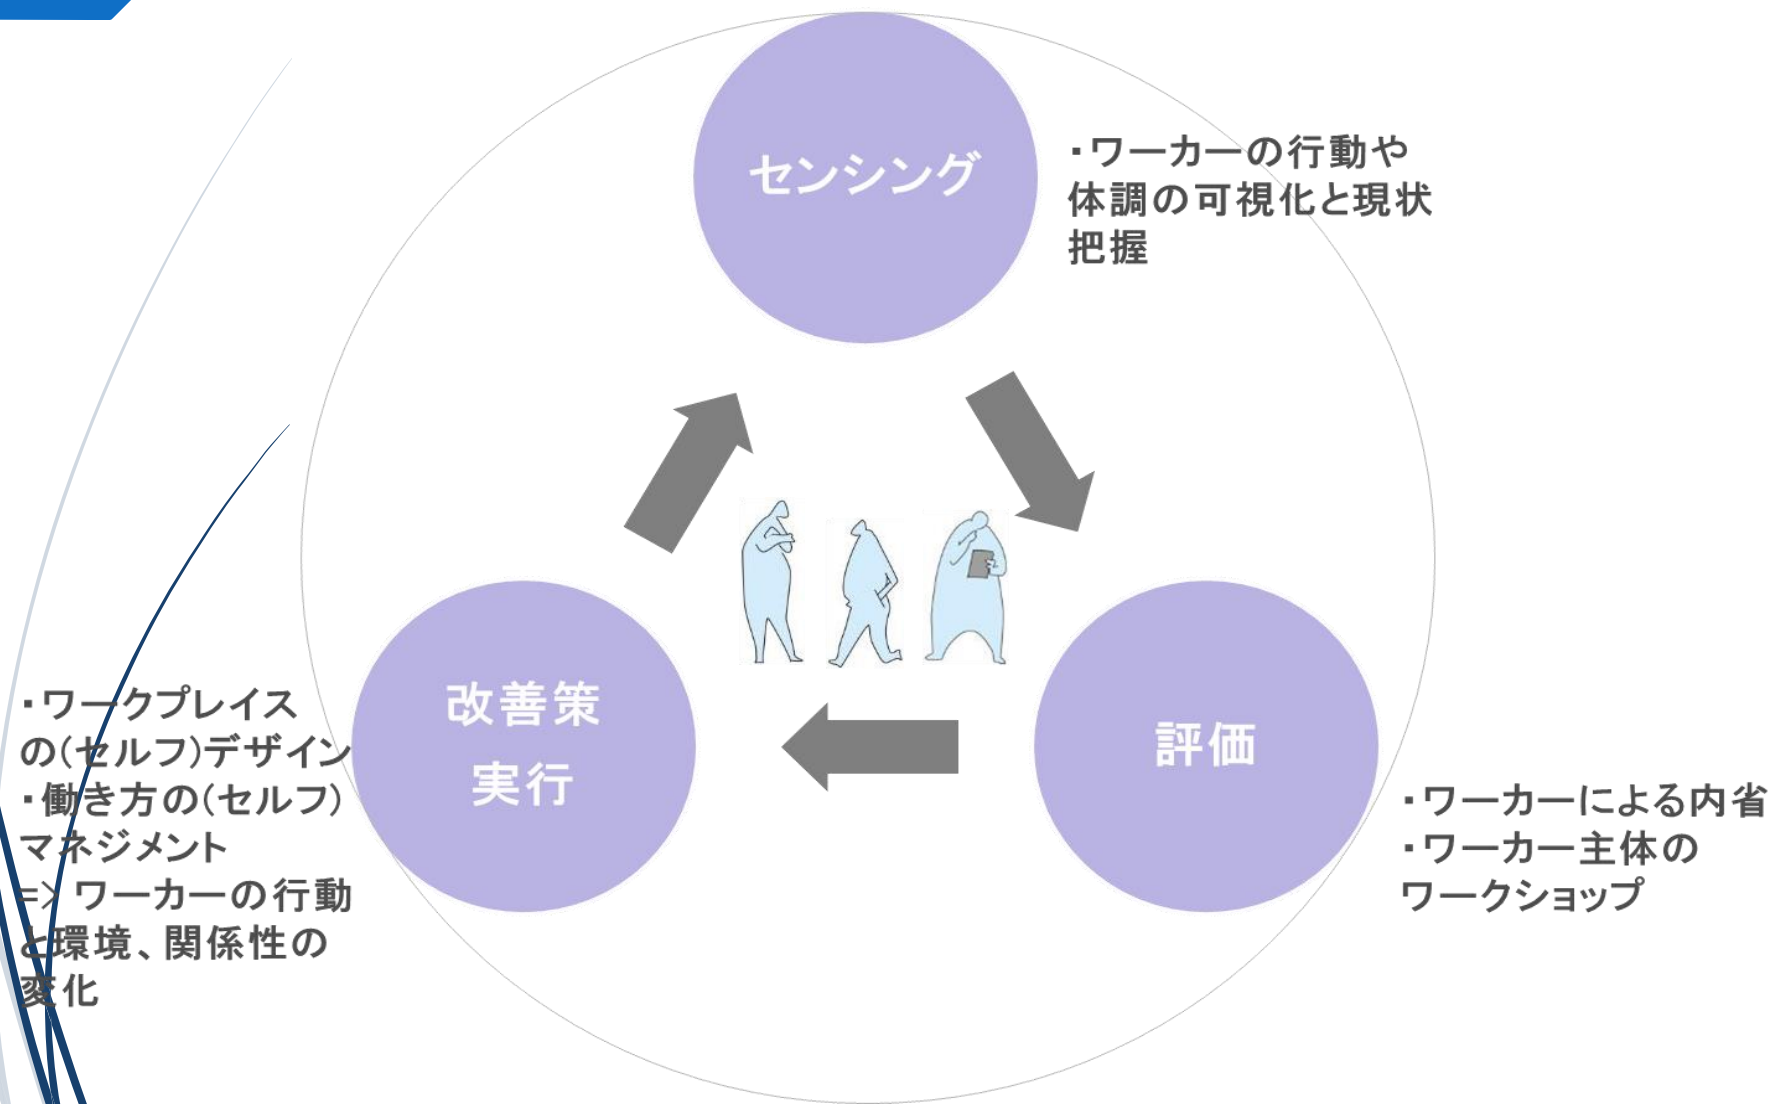 センシング
・ワーカーの行動や
体調の可視化と現状
把握
改善策
実行
評価
・ワークプレイス
の(セルフ)デザイン
・働き方の(セルフ)
マネジメント
=> ワーカーの行動
と環境、関係性の
変化
・ワーカーによる内省
・ワーカー主体の
ワークショップ